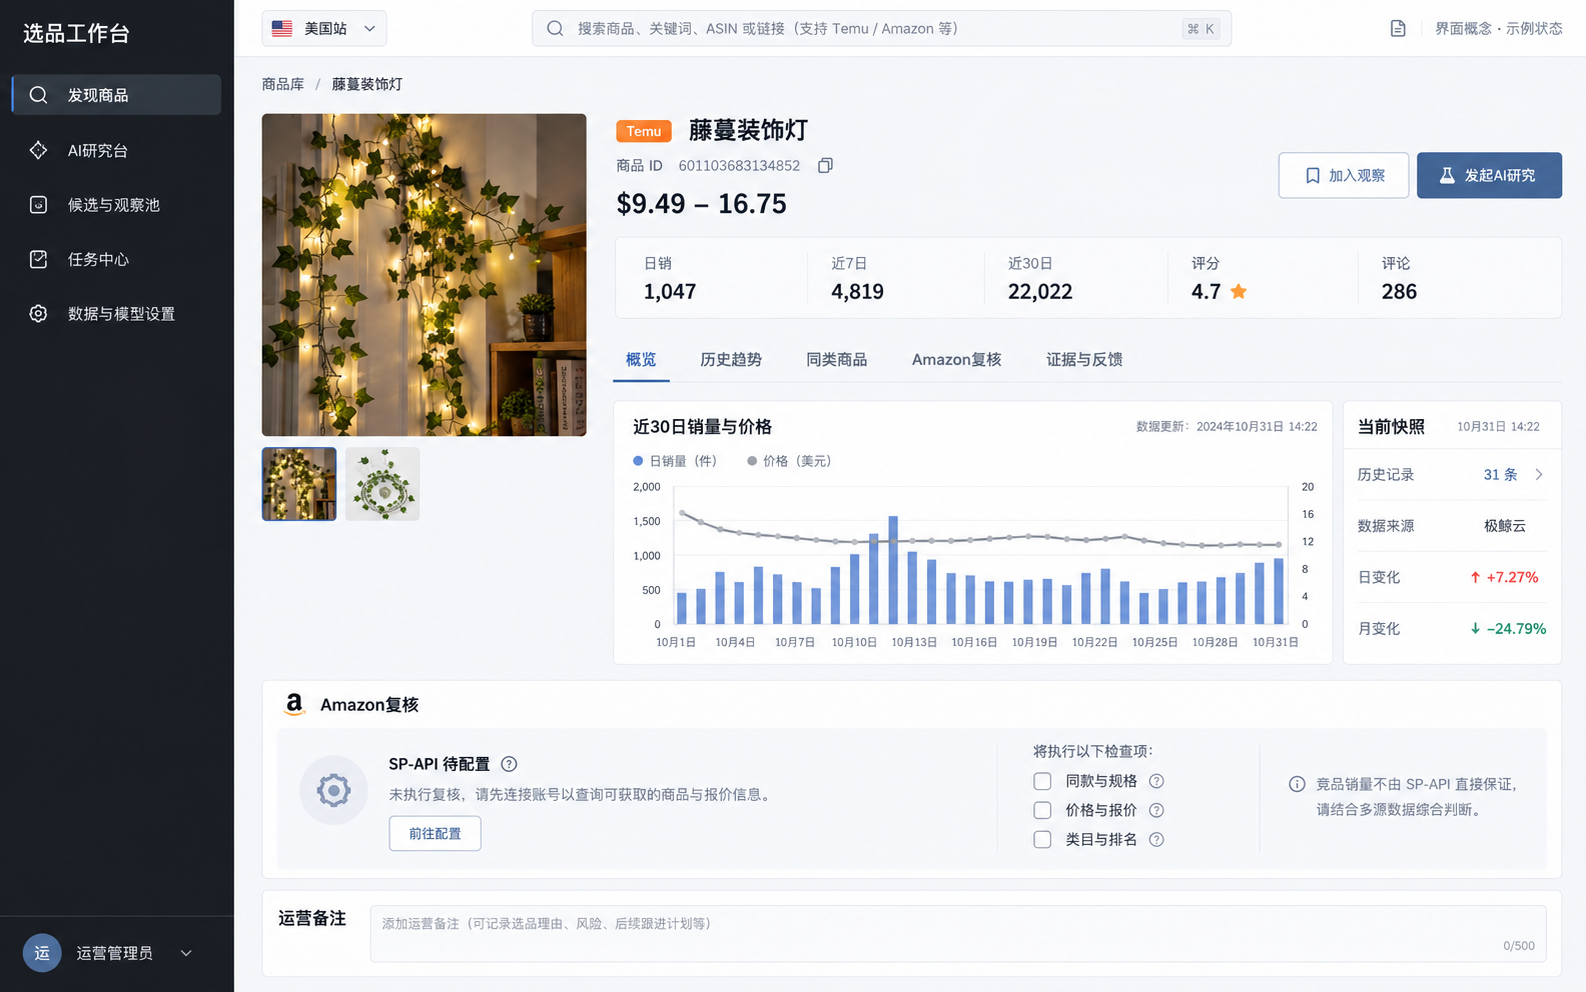 选品工作台
发现商品
AI研究台
候选与观察池
任务中心
数据与模型设置
运 运营管理员
美国站
搜索商品、关键词、ASIN 或链接（支持 Temu / Amazon 等）
⌘ K
界面概念・示例状态
商品库 / 藤蔓装饰灯
Temu 藤蔓装饰灯
商品 ID 601103683134852
$9.49 – 16.75
加入观察
发起AI研究
日销 近7日 近30日 评分 评论
1,047 4,819 22,022 4.7 286
概览 历史趋势 同类商品 Amazon复核 证据与反馈
近30日销量与价格
数据更新：2024年10月31日 14:22
日销量（件） 价格（美元）
2,000
1,500
1,000
500
0
20
16
12
8
4
0
10月1日 10月4日 10月7日 10月10日 10月13日 10月16日 10月19日 10月22日 10月25日 10月28日 10月31日
当前快照 10月31日 14:22
历史记录 31 条
数据来源 极鲸云
日变化 ↑ +7.27%
月变化 ↓ −24.79%
a Amazon复核
SP-API 待配置 ?
未执行复核，请先连接账号以查询可获取的商品与报价信息。
前往配置
将执行以下检查项：
同款与规格 ?
价格与报价 ?
类目与排名 ?
竞品销量不由 SP-API 直接保证，
请结合多源数据综合判断。
运营备注
添加运营备注（可记录选品理由、风险、后续跟进计划等）
0/500